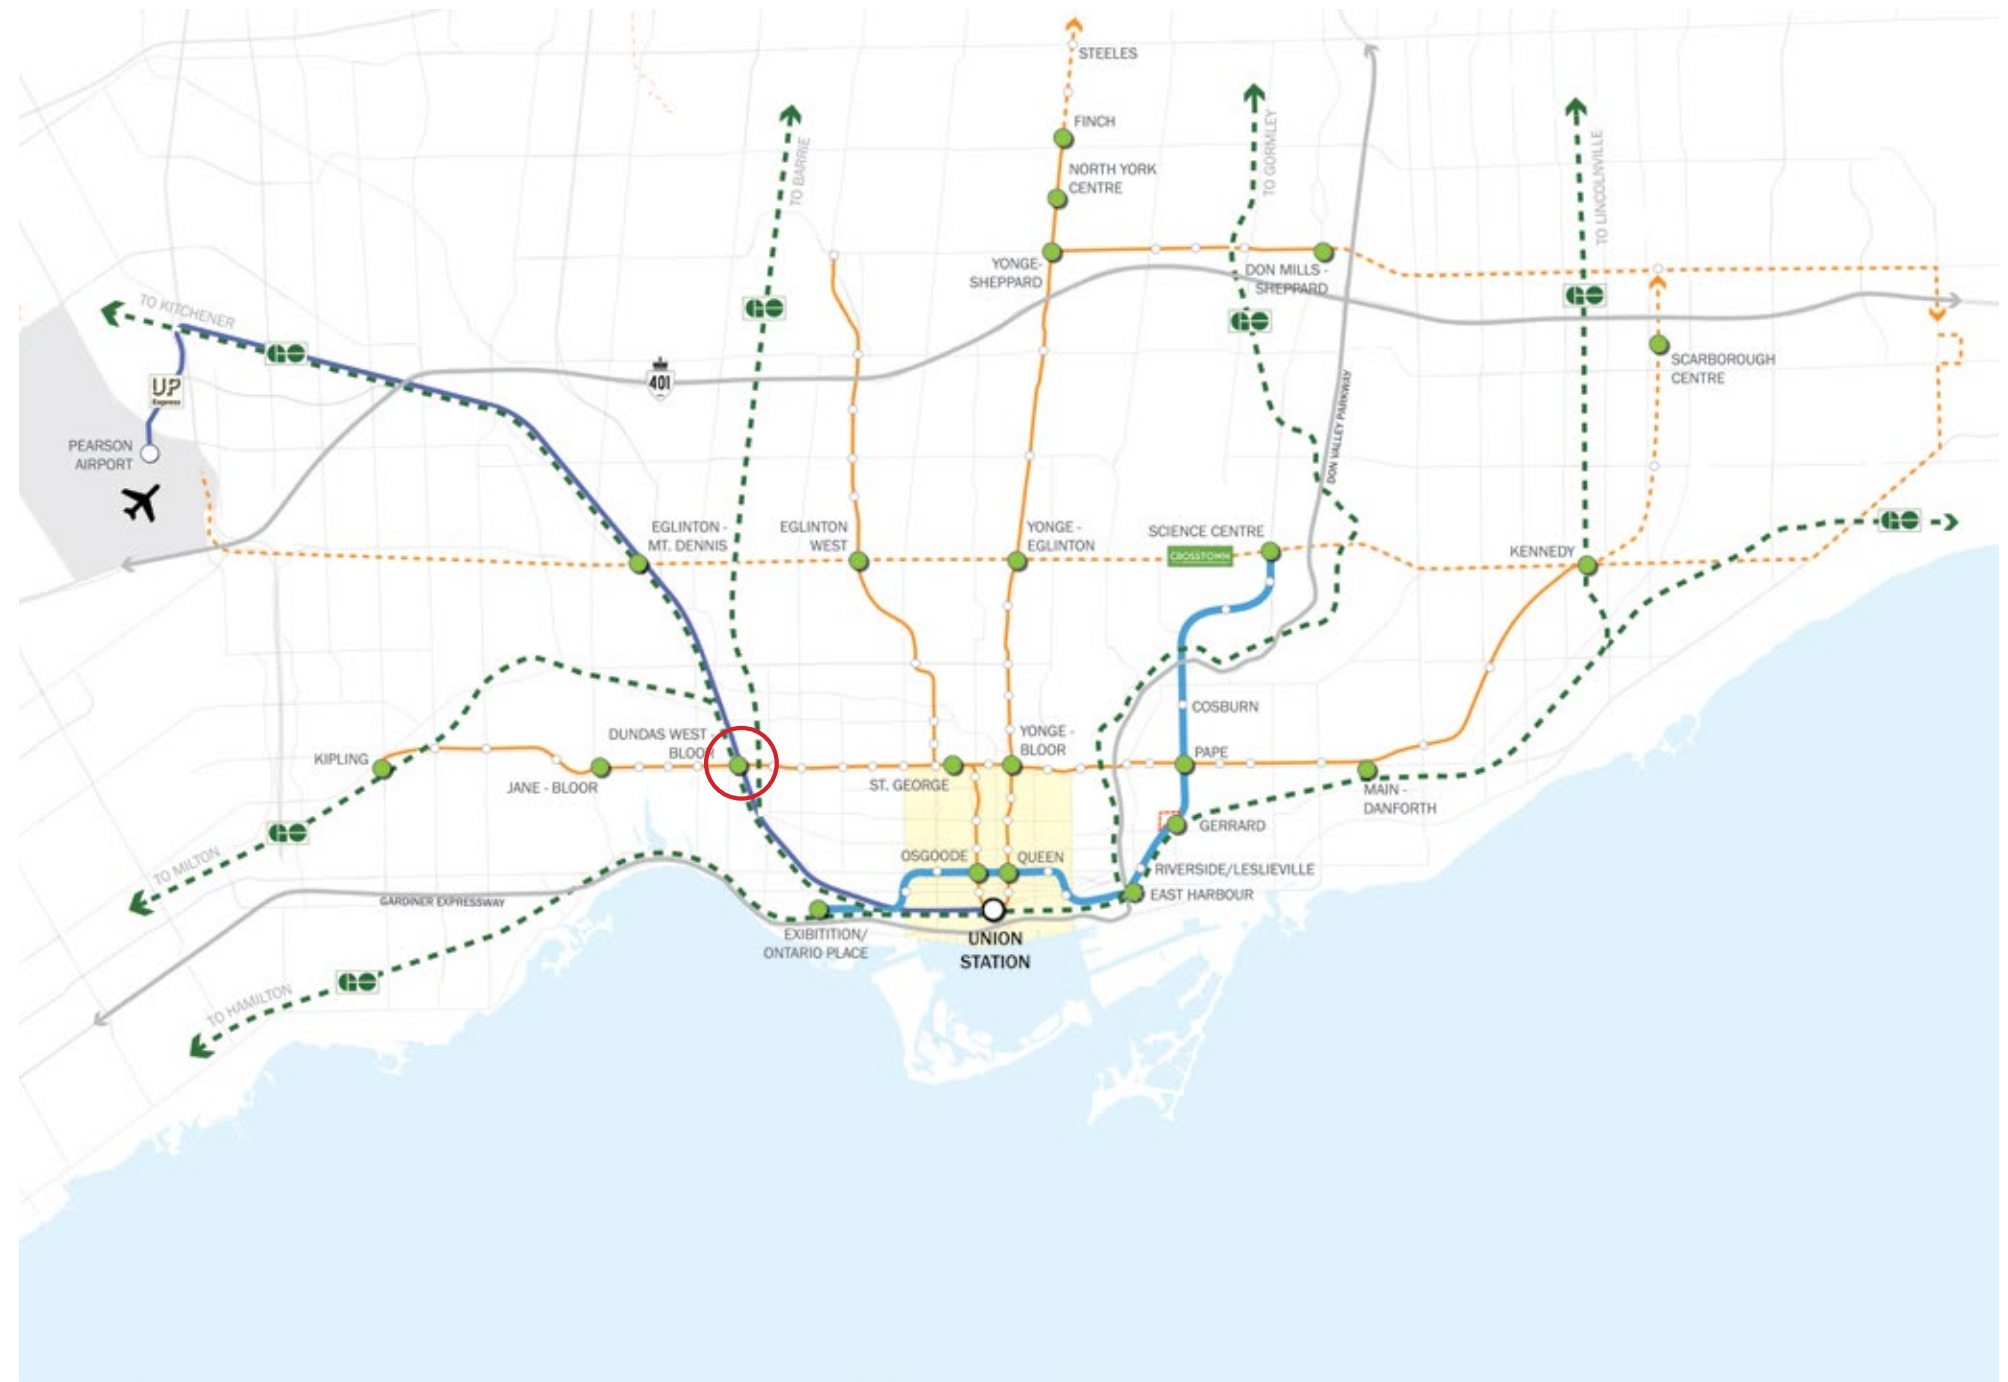 STEELES
FINCH
NORTH YORK
CENTRE
TO BARRIE
TO GORMLEY
TO LINCOLNVILLE
YONGE-
SHEPPARD
DON MILLS -
SHEPPARD
GO
GO
GO
TO KITCHENER
GO
401
UP
Express
SCARBOROUGH
CENTRE
DON VALLEY PARKWAY
PEARSON
AIRPORT
EGLINTON -
MT. DENNIS
EGLINTON
WEST
YONGE -
EGLINTON
SCIENCE CENTRE
CROSSTOWN
KENNEDY
GO
COSBURN
DUNDAS WEST -
BLOOR
YONGE -
BLOOR
PAPE
KIPLING
JANE - BLOOR
ST. GEORGE
MAIN -
DANFORTH
GERRARD
GO
TO MILTON
OSGOODE
QUEEN
RIVERSIDE/LESLIEVILLE
EAST HARBOUR
GARDINER EXPRESSWAY
EXIBITITION/
ONTARIO PLACE
UNION
STATION
GO
TO HAMILTON